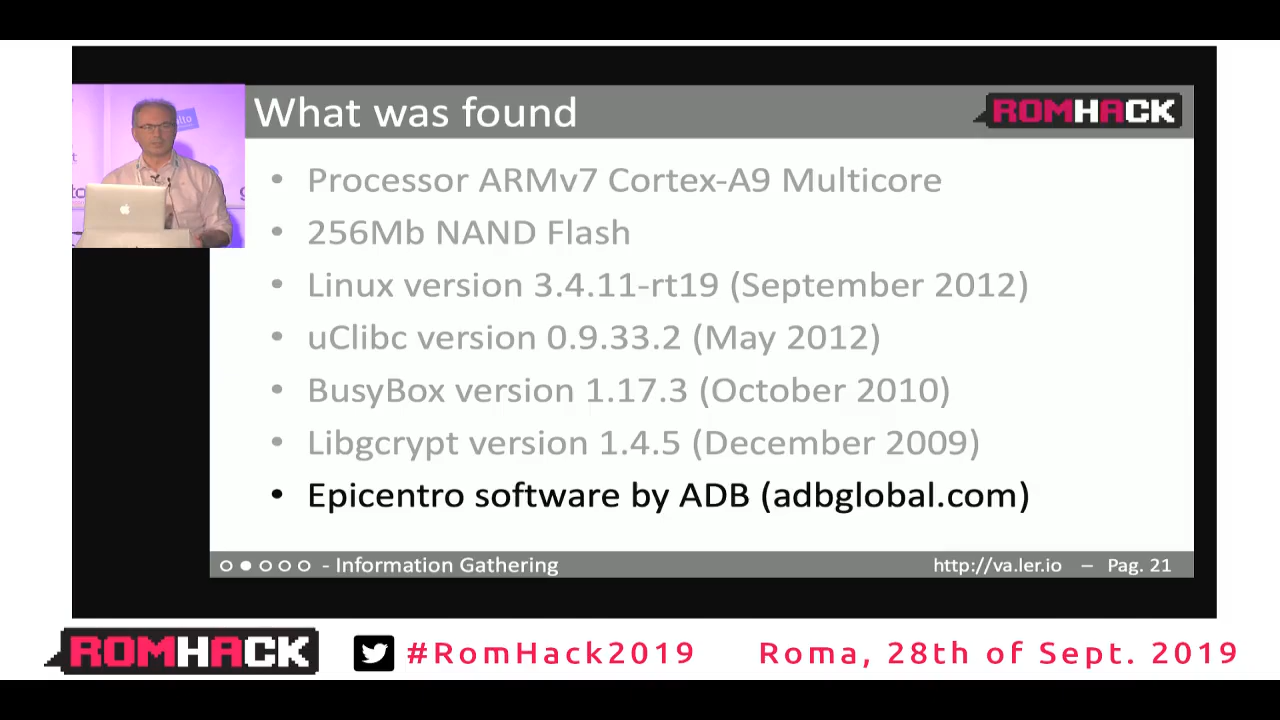 What was found
ROMHACK
• Processor ARMv7 Cortex-A9 Multicore
• 256Mb NAND Flash
• Linux version 3.4.11-rt19 (September 2012)
• uClibc version 0.9.33.2 (May 2012)
• BusyBox version 1.17.3 (October 2010)
• Libgcrypt version 1.4.5 (December 2009)
• Epicentro software by ADB (adbglobal.com)
- Information Gathering
http://va.ler.io – Pag. 21
ROMHACK
#RomHack2019
Roma, 28th of Sept. 2019